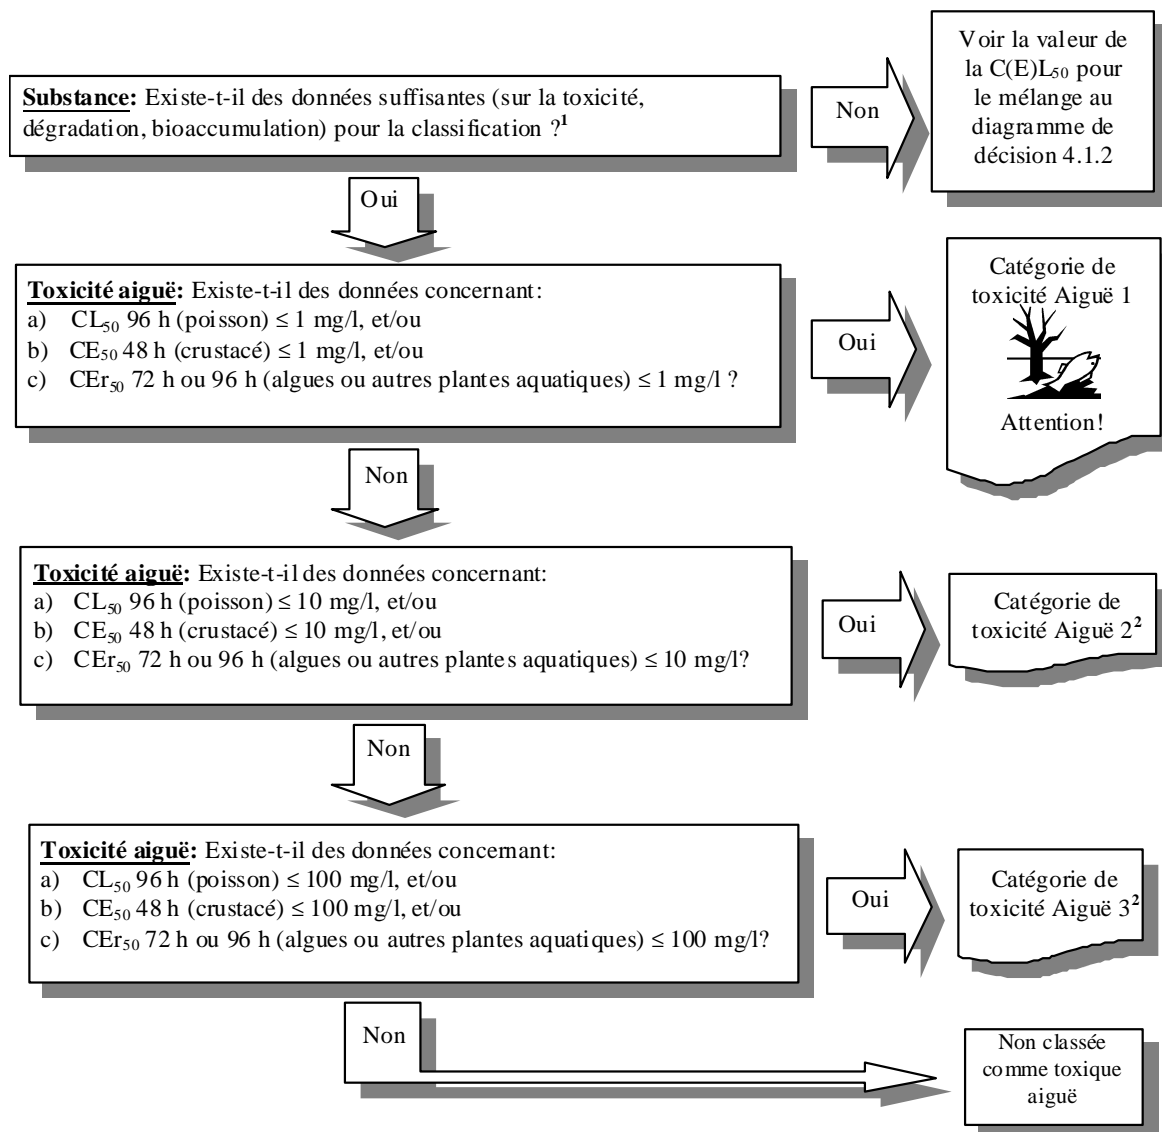 Substance: Existe-t-il des données suffisantes (sur la toxicité,
dégradation, bioaccumulation) pour la classification ?¹
Non
Voir la valeur de
la C(E)L₅₀ pour
le mélange au
diagramme de
décision 4.1.2
Oui
Toxicité aiguë: Existe-t-il des données concernant:
a) CL₅₀ 96 h (poisson) ≤ 1 mg/l, et/ou
b) CE₅₀ 48 h (crustacé) ≤ 1 mg/l, et/ou
c) CEr₅₀ 72 h ou 96 h (algues ou autres plantes aquatiques) ≤ 1 mg/l ?
Oui
Catégorie de
toxicité Aiguë 1
Attention!
Non
Toxicité aiguë: Existe-t-il des données concernant:
a) CL₅₀ 96 h (poisson) ≤ 10 mg/l, et/ou
b) CE₅₀ 48 h (crustacé) ≤ 10 mg/l, et/ou
c) CEr₅₀ 72 h ou 96 h (algues ou autres plantes aquatiques) ≤ 10 mg/l?
Oui
Catégorie de
toxicité Aiguë 2²
Non
Toxicité aiguë: Existe-t-il des données concernant:
a) CL₅₀ 96 h (poisson) ≤ 100 mg/l, et/ou
b) CE₅₀ 48 h (crustacé) ≤ 100 mg/l, et/ou
c) CEr₅₀ 72 h ou 96 h (algues ou autres plantes aquatiques) ≤ 100 mg/l?
Oui
Catégorie de
toxicité Aiguë 3²
Non
Non classée
comme toxique
aiguë